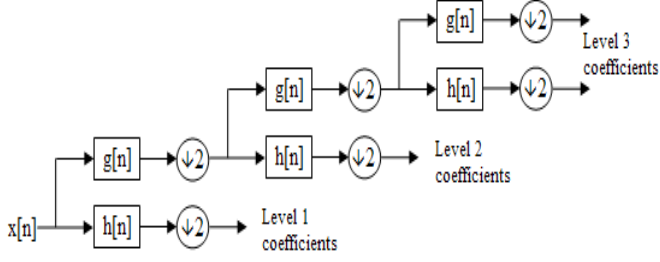 g[n] ↓2
Level 3
coefficients
g[n] ↓2 h[n] ↓2
g[n] ↓2 h[n] ↓2
Level 2
coefficients
x[n] h[n] ↓2
Level 1
coefficients